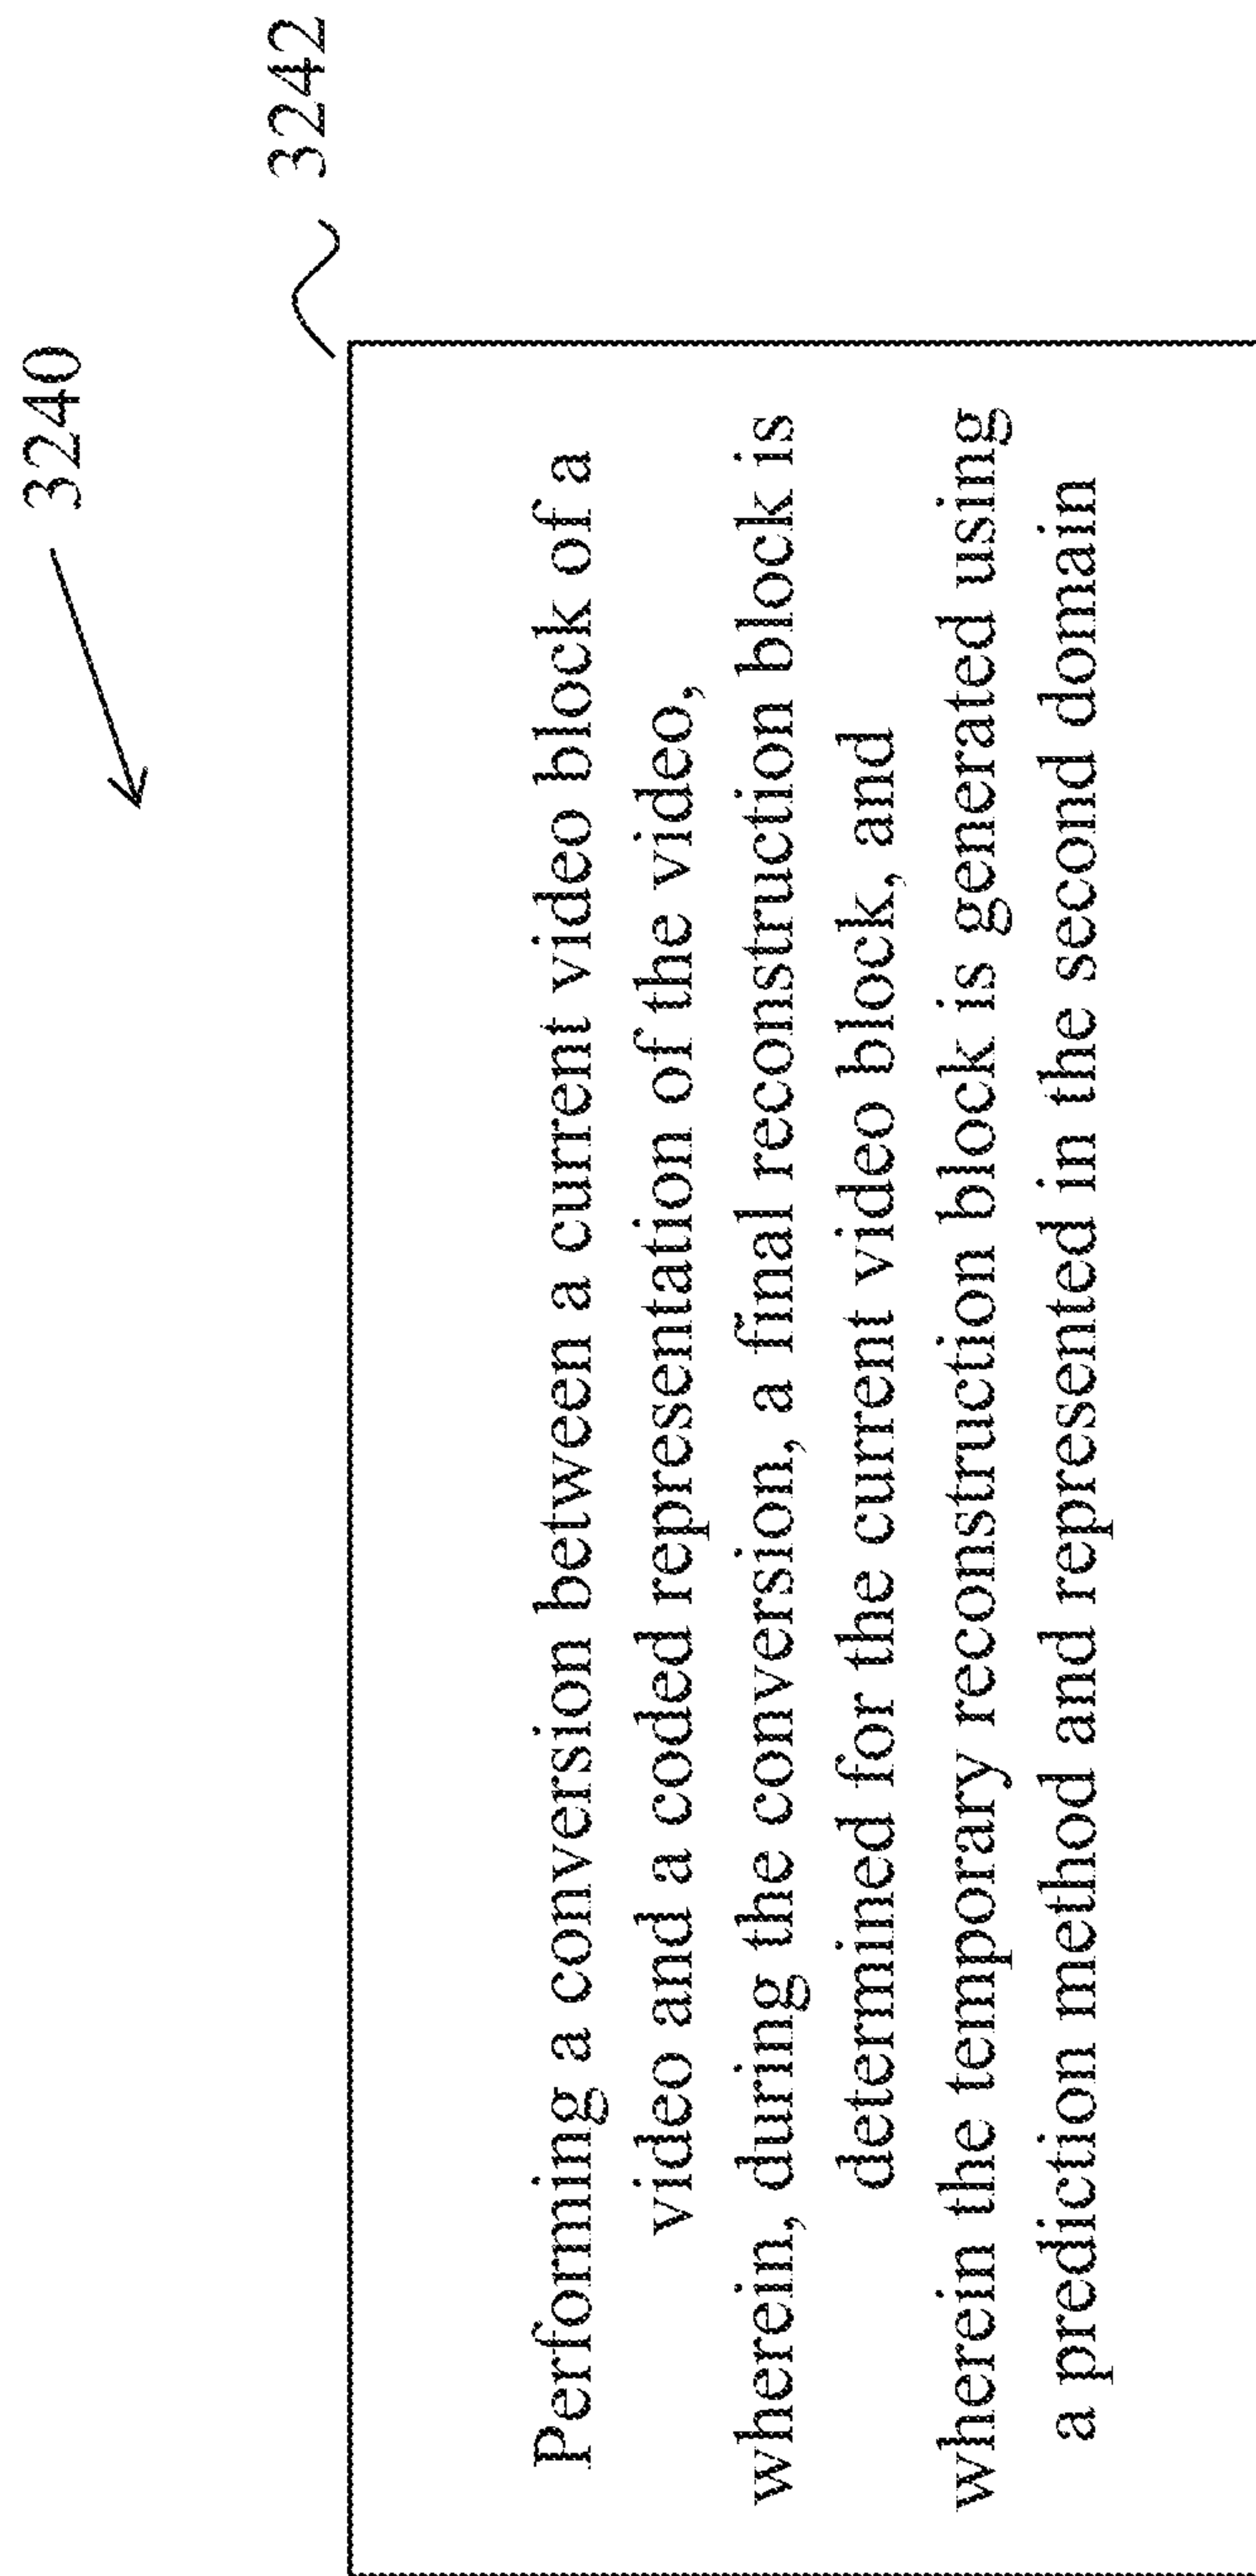 3240
3242
Performing a conversion between a current video block of a
video and a coded representation of the video,
wherein, during the conversion, a final reconstruction block is
determined for the current video block, and
wherein the temporary reconstruction block is generated using
a prediction method and represented in the second domain